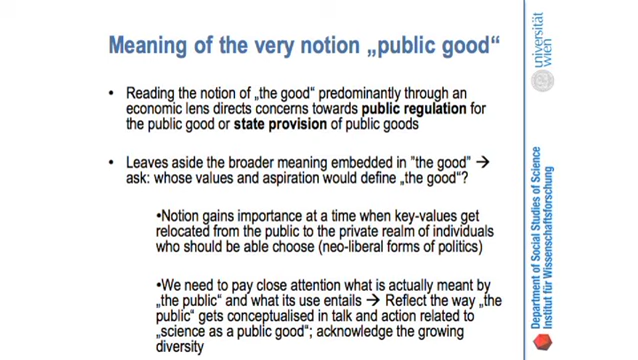 Meaning of the very notion „public good“
• Reading the notion of „the good“ predominantly through an
economic lens directs concerns towards public regulation for
the public good or state provision of public goods
• Leaves aside the broader meaning embedded in "the good" →
ask: whose values and aspiration would define „the good“?
•Notion gains importance at a time when key-values get
relocated from the public to the private realm of individuals
who should be able choose (neo-liberal forms of politics)
•We need to pay close attention what is actually meant by
„the public“ and what its use entails → Reflect the way „the
public“ gets conceptualised in talk and action related to
„science as a public good“; acknowledge the growing
diversity
universität
wien
Department of Social Studies of Science
Institut für Wissenschaftsforschung